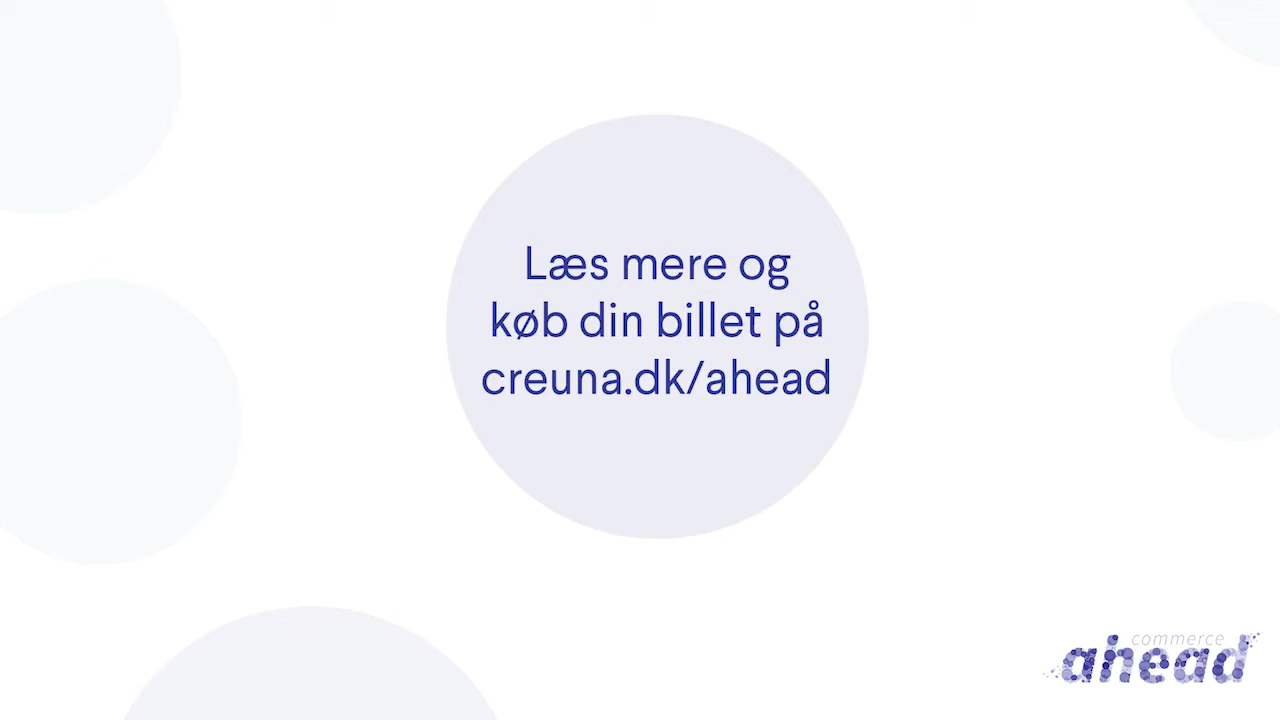 Læs mere og
køb din billet på
creuna.dk/ahead
commerce
ahead